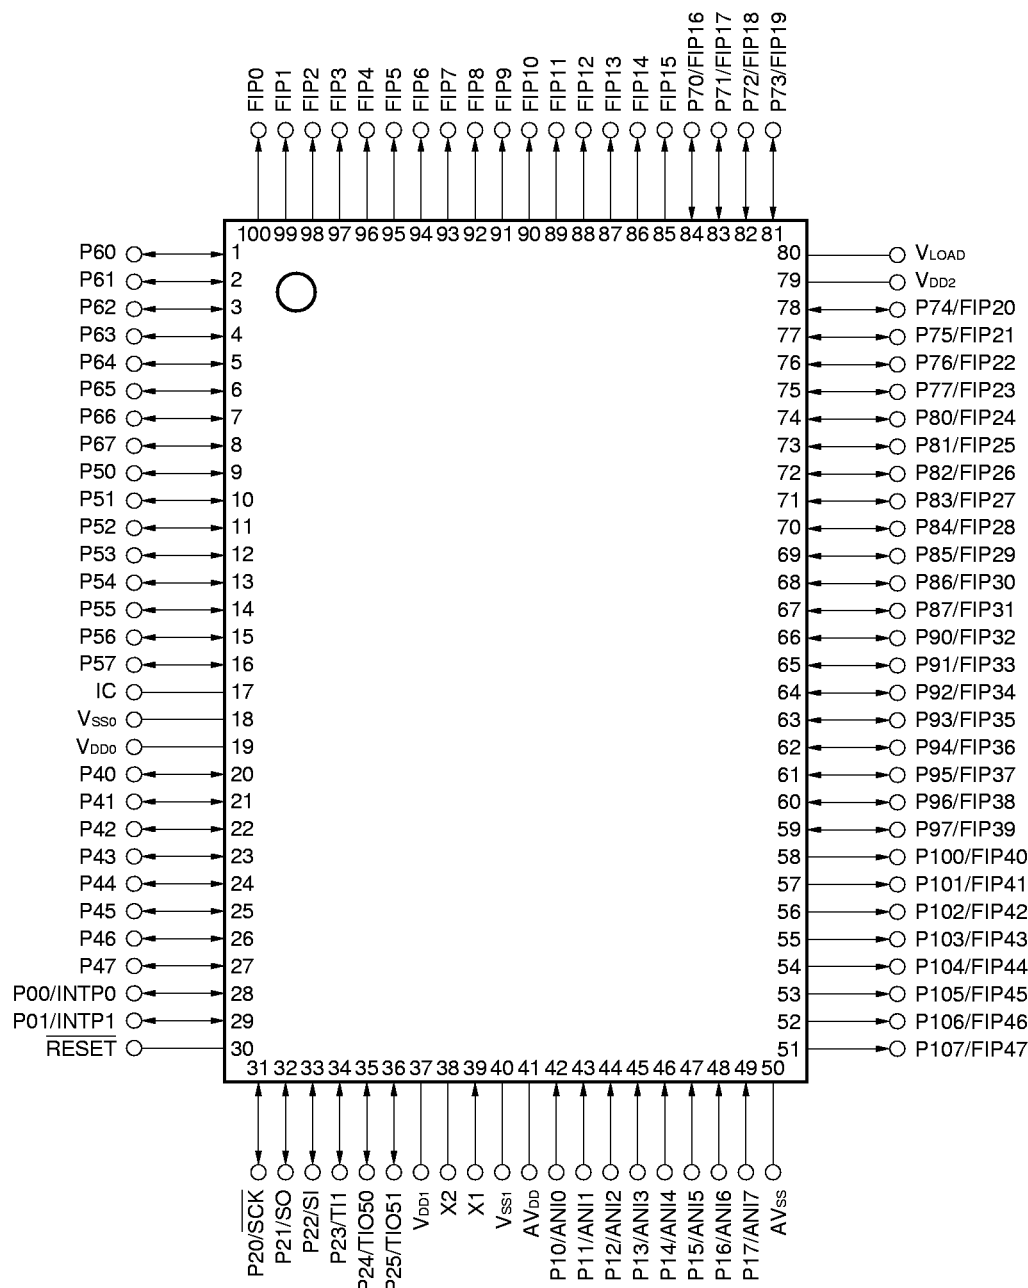 FIP0
FIP1
FIP2
FIP3
FIP4
FIP5
FIP6
FIP7
FIP8
FIP9
FIP10
FIP11
FIP12
FIP13
FIP14
FIP15
P70/FIP16
P71/FIP17
P72/FIP18
P73/FIP19
100 99 98 97 96 95 94 93 92 91 90 89 88 87 86 85 84 83 82 81
P60 1 80 VLOAD
P61 2 79 VDD2
P62 3 78 P74/FIP20
P63 4 77 P75/FIP21
P64 5 76 P76/FIP22
P65 6 75 P77/FIP23
P66 7 74 P80/FIP24
P67 8 73 P81/FIP25
P50 9 72 P82/FIP26
P51 10 71 P83/FIP27
P52 11 70 P84/FIP28
P53 12 69 P85/FIP29
P54 13 68 P86/FIP30
P55 14 67 P87/FIP31
P56 15 66 P90/FIP32
P57 16 65 P91/FIP33
IC 17 64 P92/FIP34
VSS0 18 63 P93/FIP35
VDD0 19 62 P94/FIP36
P40 20 61 P95/FIP37
P41 21 60 P96/FIP38
P42 22 59 P97/FIP39
P43 23 58 P100/FIP40
P44 24 57 P101/FIP41
P45 25 56 P102/FIP42
P46 26 55 P103/FIP43
P47 27 54 P104/FIP44
P00/INTP0 28 53 P105/FIP45
P01/INTP1 29 52 P106/FIP46
RESET 30 51 P107/FIP47
31 32 33 34 35 36 37 38 39 40 41 42 43 44 45 46 47 48 49 50
P20/SCK
P21/SO
P22/SI
P23/TI1
P24/TIO50
P25/TIO51
VDD1
X2
X1
VSS1
AVDD
P10/ANI0
P11/ANI1
P12/ANI2
P13/ANI3
P14/ANI4
P15/ANI5
P16/ANI6
P17/ANI7
AVSS